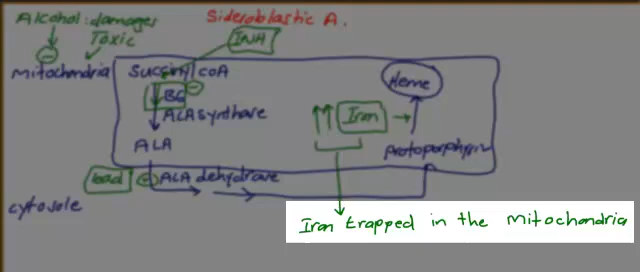 Alcohol: damages
Sideroblastic A.
Toxic
INH
mitochondria
Succinyl coA
B6
Heme
ALA synthase
Iron
ALA
Protoporphyrin
lead
ALA dehydrase
cytosole
Iron trapped in the mitochondria